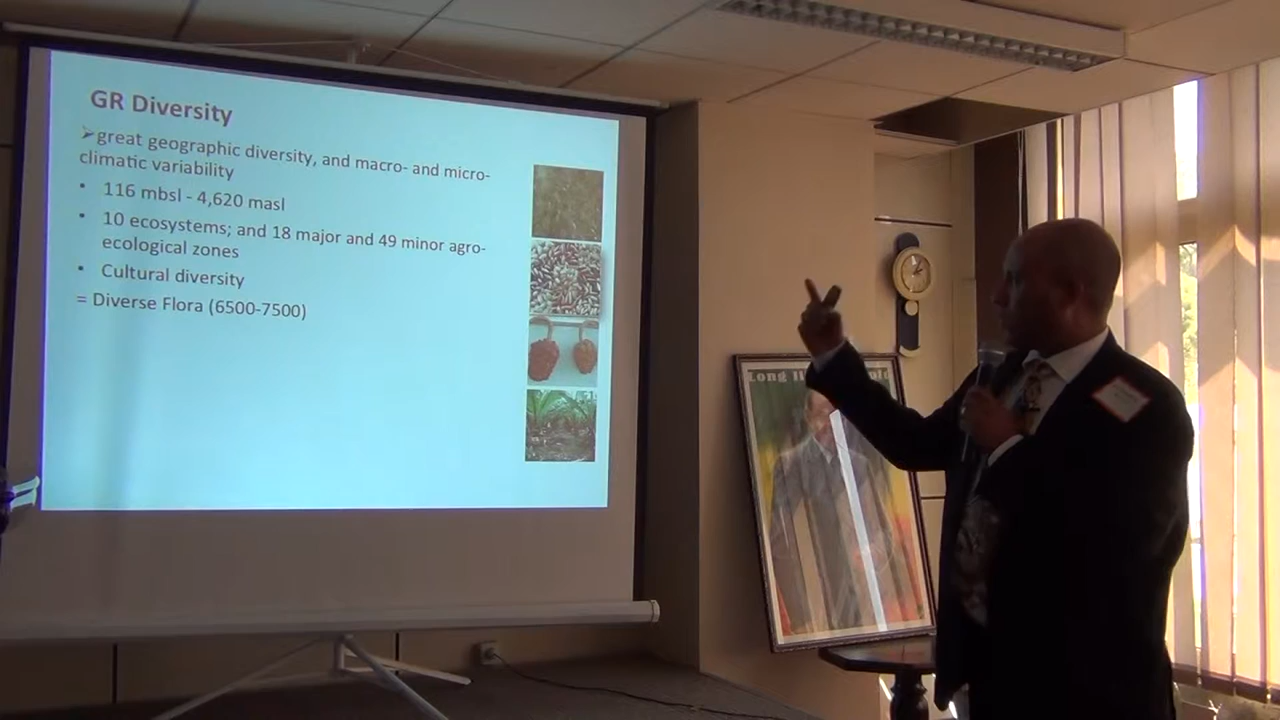 GR Diversity
➢great geographic diversity, and macro- and micro-
climatic variability
• 116 mbsl - 4,620 masl
• 10 ecosystems; and 18 major and 49 minor agro-
ecological zones
• Cultural diversity
= Diverse Flora (6500-7500)
Long